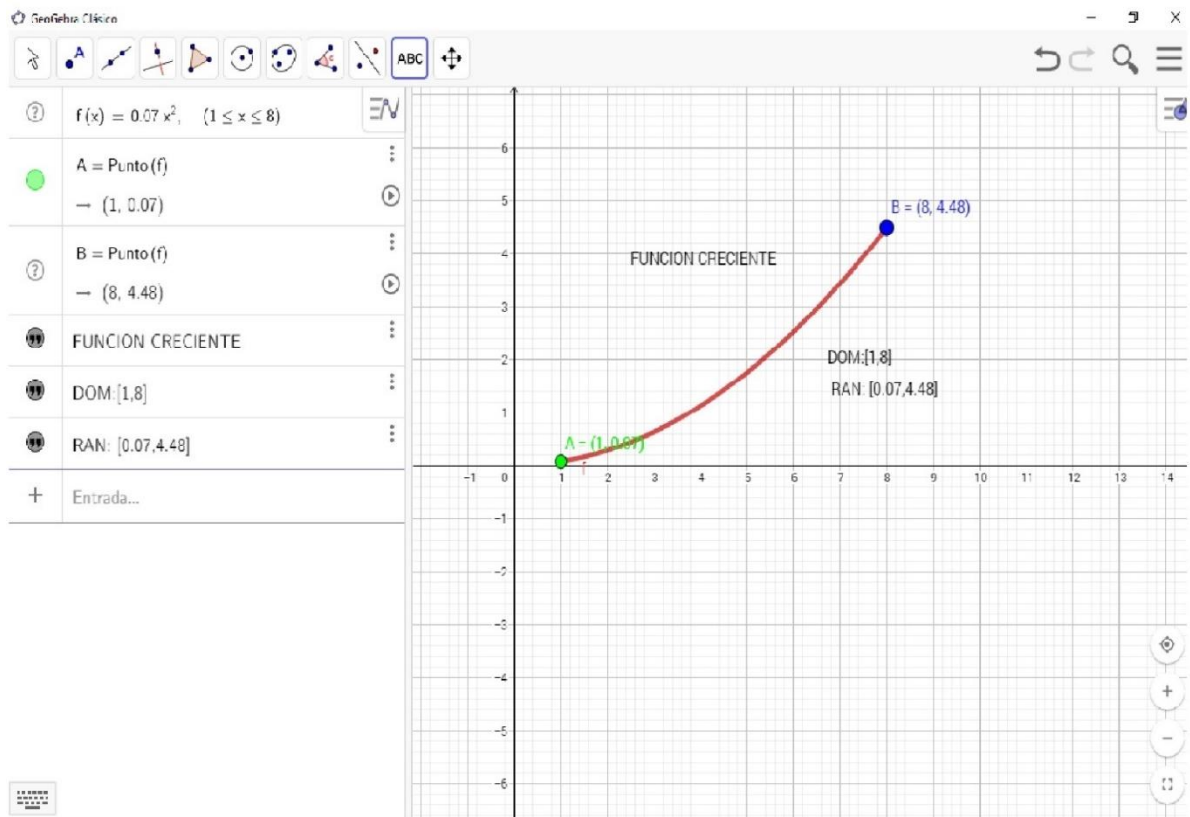 GeoGebra Clásico
ABC
f(x) = 0.07 x², (1 ≤ x ≤ 8)
A = Punto(f)
→ (1, 0.07)
B = Punto(f)
→ (8, 4.48)
FUNCION CRECIENTE
DOM:[1,8]
RAN: [0.07,4.48]
+ Entrada...
6
5
4
3
2
1
-1
-2
-3
-4
-5
-6
-1 0 1 2 3 4 5 6 7 8 9 10 11 12 13 14
B = (8, 4.48)
FUNCION CRECIENTE
DOM:[1,8]
RAN: [0.07,4.48]
A = (1, 0.07)
f